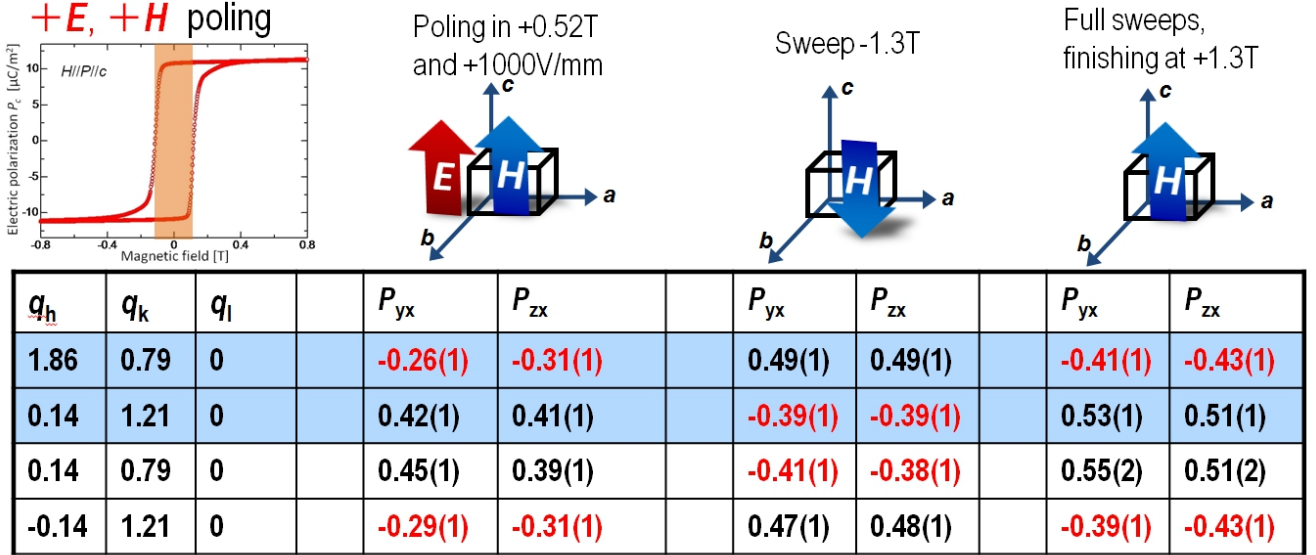 +E, +H poling
H//P//c
Electric polarization Pc [μC/m²]
10
5
0
-5
-10
-0.8 -0.4 0 0.4 0.8
Magnetic field [T]
Poling in +0.52T
and +1000V/mm
c
E H
a
b
Sweep -1.3T
c
H
a
b
Full sweeps,
finishing at +1.3T
c
H
a
b
qh qk ql Pyx Pzx Pyx Pzx Pyx Pzx
1.86 0.79 0 -0.26(1) -0.31(1) 0.49(1) 0.49(1) -0.41(1) -0.43(1)
0.14 1.21 0 0.42(1) 0.41(1) -0.39(1) -0.39(1) 0.53(1) 0.51(1)
0.14 0.79 0 0.45(1) 0.39(1) -0.41(1) -0.38(1) 0.55(2) 0.51(2)
-0.14 1.21 0 -0.29(1) -0.31(1) 0.47(1) 0.48(1) -0.39(1) -0.43(1)